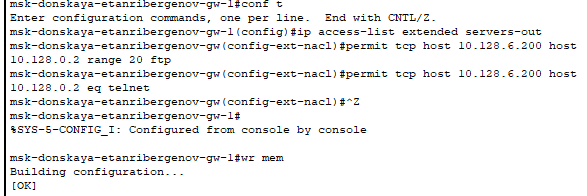 msk-donskaya-etanribergenov-gw-1#conf t
Enter configuration commands, one per line.  End with CNTL/Z.
msk-donskaya-etanribergenov-gw-1(config)#ip access-list extended servers-out
msk-donskaya-etanribergenov-gw(config-ext-nacl)#permit tcp host 10.128.6.200 host
10.128.0.2 range 20 ftp
msk-donskaya-etanribergenov-gw(config-ext-nacl)#permit tcp host 10.128.6.200 host
10.128.0.2 eq telnet
msk-donskaya-etanribergenov-gw(config-ext-nacl)#^Z
msk-donskaya-etanribergenov-gw-1#
%SYS-5-CONFIG_I: Configured from console by console

msk-donskaya-etanribergenov-gw-1#wr mem
Building configuration...
[OK]